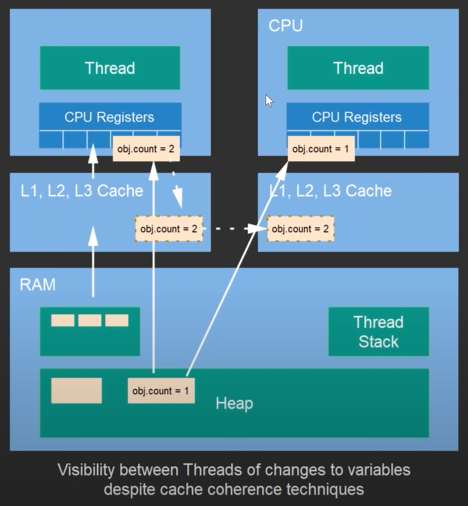 CPU
Thread
Thread
CPU Registers
CPU Registers
obj.count = 2
obj.count = 1
L1, L2, L3 Cache
L1, L2, L3 Cache
obj.count = 2
obj.count = 2
RAM
Thread
Stack
obj.count = 1
Heap
Visibility between Threads of changes to variables
despite cache coherence techniques